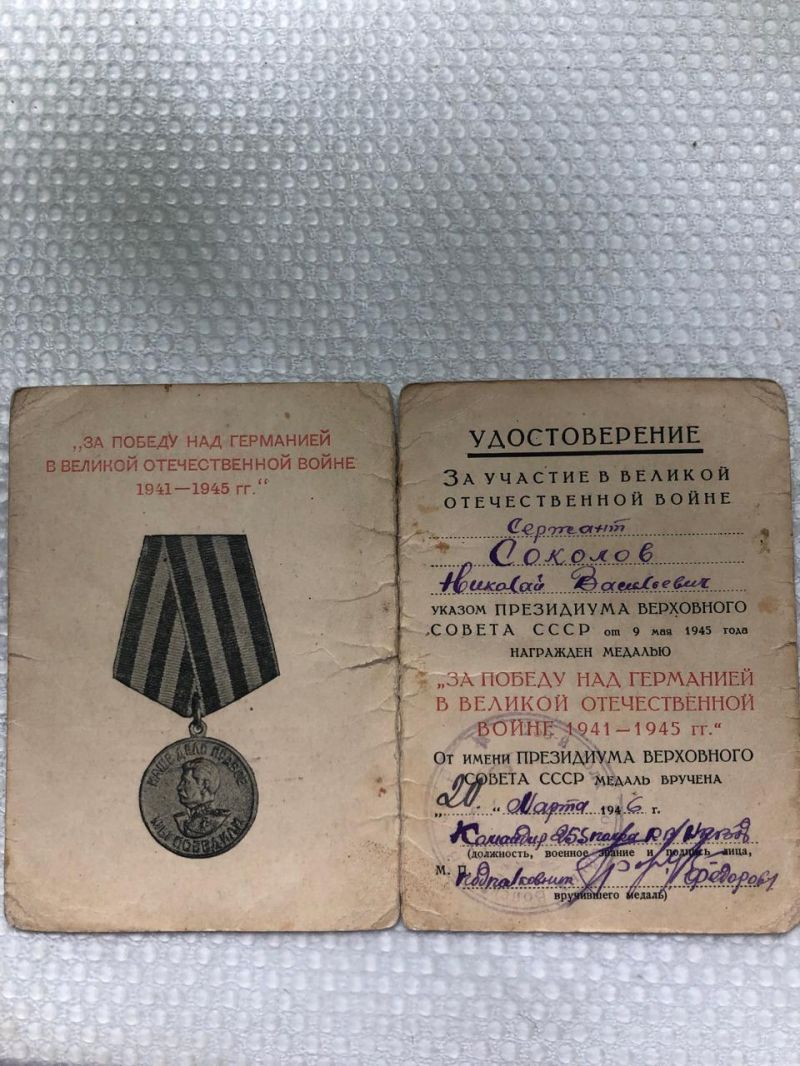 „ЗА ПОБЕДУ НАД ГЕРМАНИЕЙ
В ВЕЛИКОЙ ОТЕЧЕСТВЕННОЙ ВОЙНЕ
1941—1945 гг.“
НАШЕ ДЕЛО ПРАВОЕ
МЫ ПОБЕДИЛИ
УДОСТОВЕРЕНИЕ
ЗА УЧАСТИЕ В ВЕЛИКОЙ
ОТЕЧЕСТВЕННОЙ ВОЙНЕ
Сержант
Соколов
Николай Васильевич
УКАЗОМ ПРЕЗИДИУМА ВЕРХОВНОГО
СОВЕТА СССР от 9 мая 1945 года
НАГРАЖДЕН МЕДАЛЬЮ
„ЗА ПОБЕДУ НАД ГЕРМАНИЕЙ
В ВЕЛИКОЙ ОТЕЧЕСТВЕННОЙ
ВОЙНЕ 1941—1945 гг.“
От имени ПРЕЗИДИУМА ВЕРХОВНОГО
СОВЕТА СССР МЕДАЛЬ ВРУЧЕНА
„20.“ Марта 1946 г.
Командир 255 полка
(должность, военное звание и подпись лица,
М. П. Подполковник Федоров
вручившего медаль)